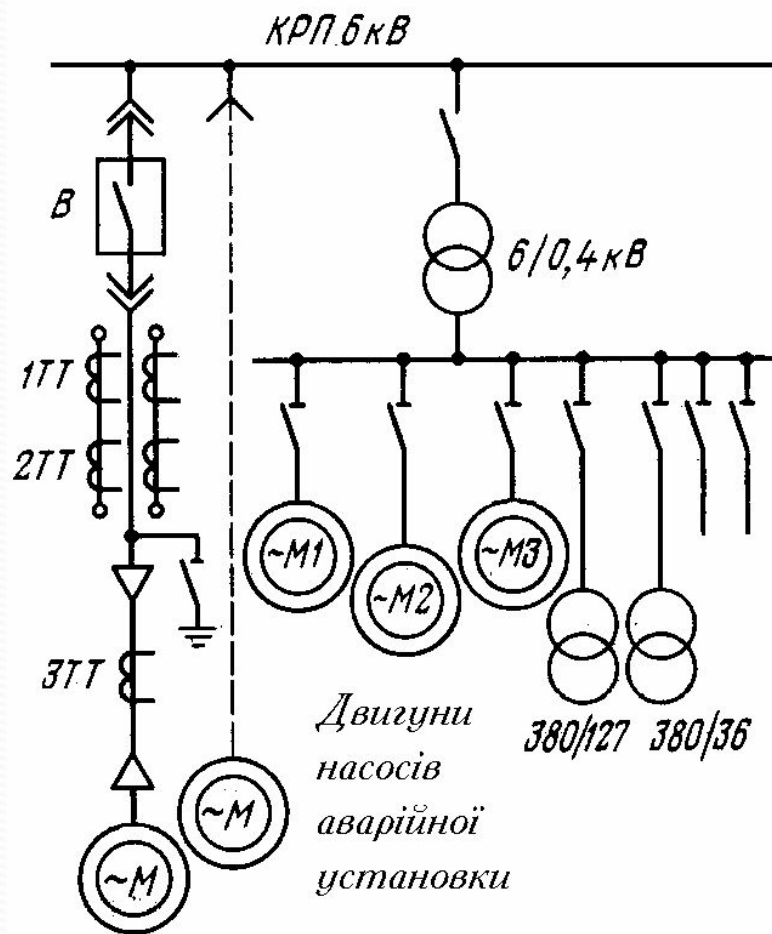 КРП 6кВ
В
6/0,4кВ
1ТТ
2ТТ
~М1
~М2
~М3
3ТТ
380/127 380/36
Двигуни
насосів
аварійної
установки
~М
~М